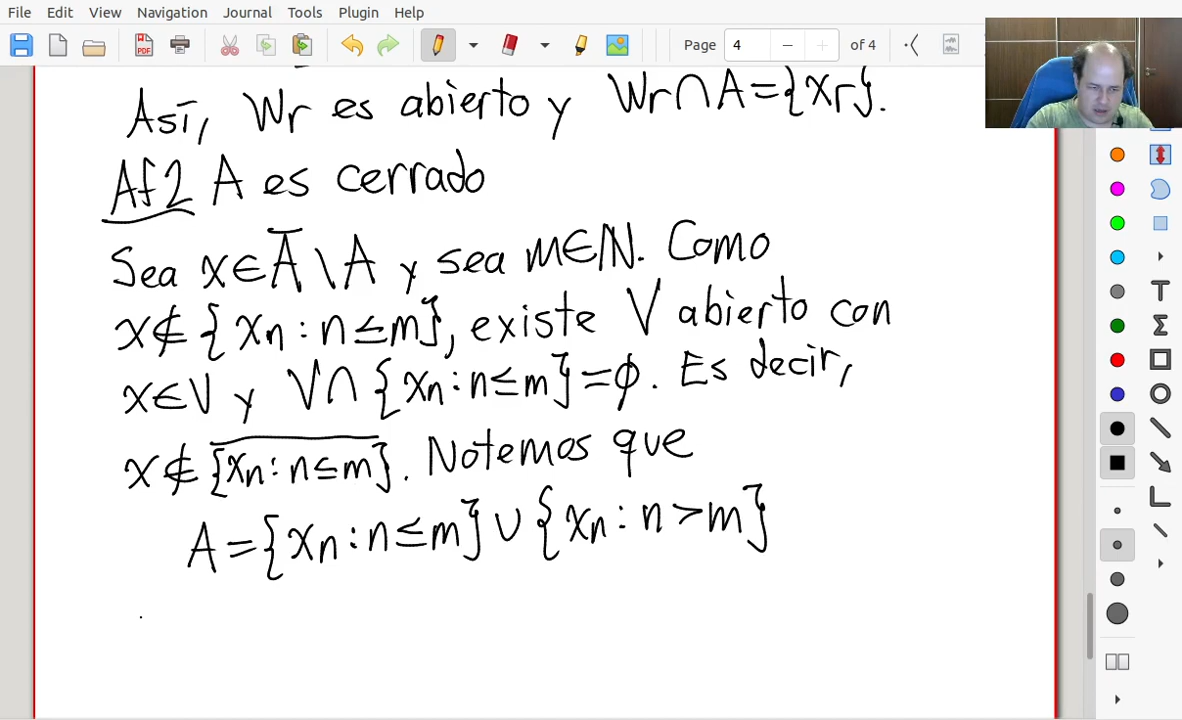 File Edit View Navigation Journal Tools Plugin Help
Page 4 of 4
Así, Wr es abierto y Wr∩A={xr}.
Af2 A es cerrado
Sea x∈A̅\A y sea m∈ℕ. Como
x∉{xn:n≤m}, existe V abierto con
x∈V y V∩{xn:n≤m}=ϕ. Es decir,
x∉\overline{{xn:n≤m}}. Notemos que
A={xn:n≤m}∪{xn:n>m}